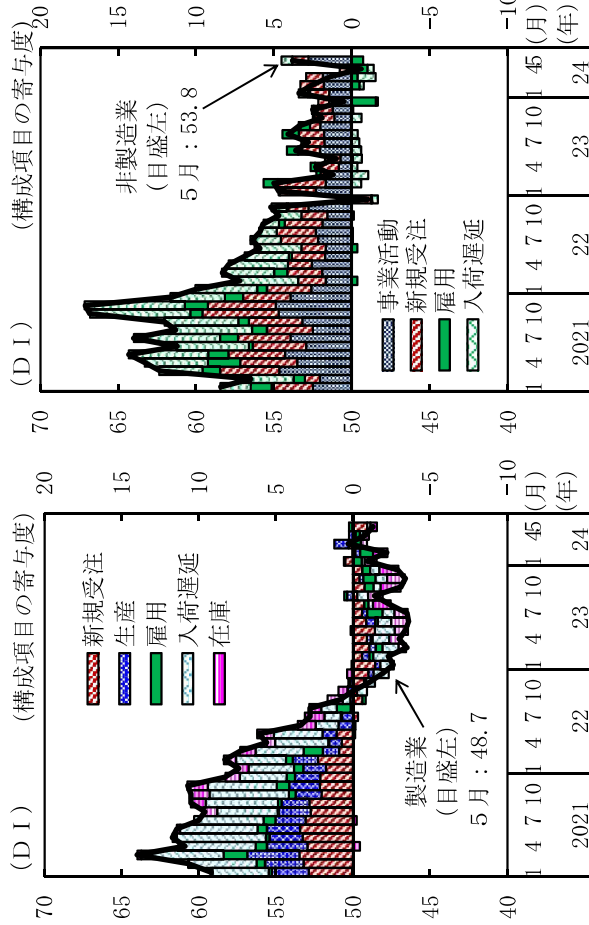 (ＤＩ)
(構成項目の寄与度)
70
65
60
55
50
45
40
20
15
10
5
0
-5
-10
新規受注
生産
雇用
入荷遅延
在庫
製造業
(目盛左)
５月：48.7
1 4 7 10 1 4 7 10 1 4 7 10 1 45 (月)
2021 22 23 24 (年)
(ＤＩ)
(構成項目の寄与度)
70
65
60
55
50
45
40
20
15
10
5
0
-5
-10
非製造業
(目盛左)
５月：53.8
事業活動
新規受注
雇用
入荷遅延
1 4 7 10 1 4 7 10 1 4 7 10 1 45 (月)
2021 22 23 24 (年)